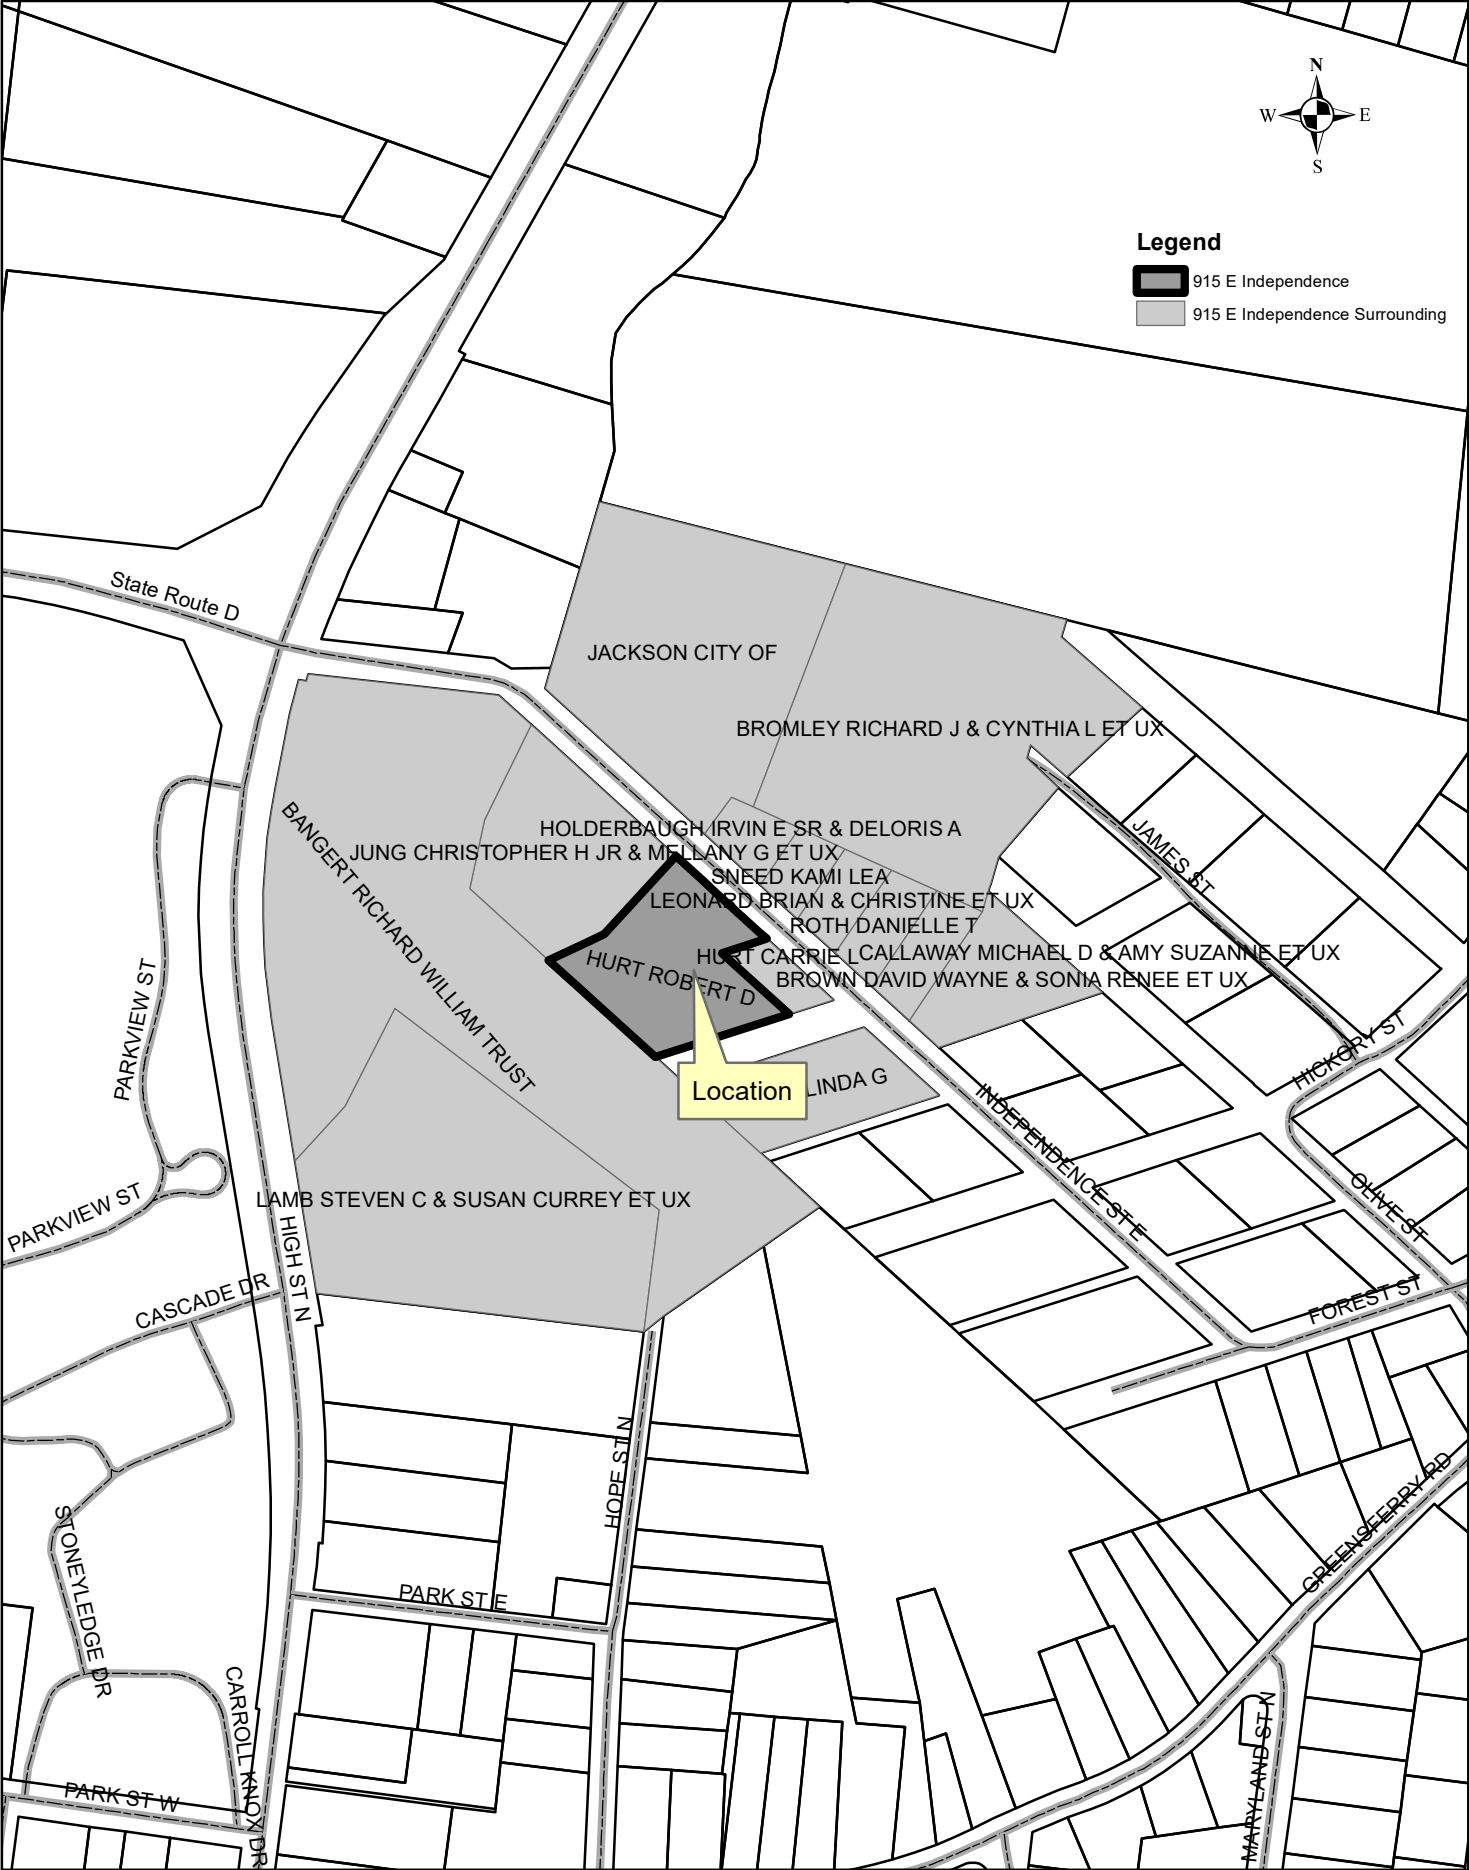 N
W E
S
Legend
915 E Independence
915 E Independence Surrounding
State Route D
JACKSON CITY OF
BROMLEY RICHARD J & CYNTHIA L ET UX
HOLDERBAUGH IRVIN E SR & DELORIS A
JUNG CHRISTOPHER H JR & MELLANY G ET UX
SNEED KAMI LEA
LEONARD BRIAN & CHRISTINE ET UX
ROTH DANIELLE T
HURT CARRIE L
CALLAWAY MICHAEL D & AMY SUZANNE ET UX
BROWN DAVID WAYNE & SONIA RENEE ET UX
HURT ROBERT D
BANGERT RICHARD WILLIAM TRUST
JAMES ST
PARKVIEW ST
HICKORY ST
Location
LINDA G
INDEPENDENCE ST E
OLIVE ST
LAMB STEVEN C & SUSAN CURREY ET UX
PARKVIEW ST
HIGH ST N
CASCADE DR
FOREST ST
HOPE ST N
GREENSFERRY RD
STONEYLEDGE DR
PARK ST E
CARROLL KNOX DR
MARYLAND ST N
PARK ST W